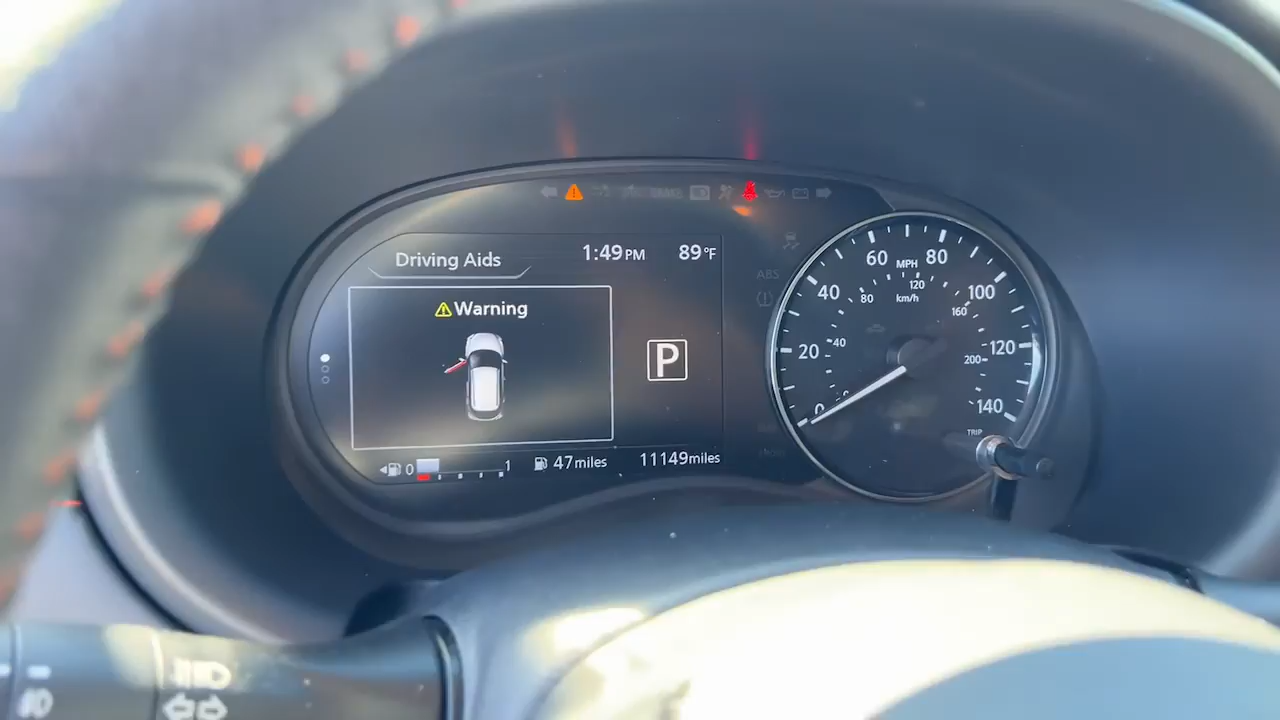 Driving Aids
1:49 PM
89 °F
Warning
P
0
1
47 miles
11149 miles
ABS
0
20
40
60
80
100
120
140
MPH
km/h
40
80
120
160
200
TRIP